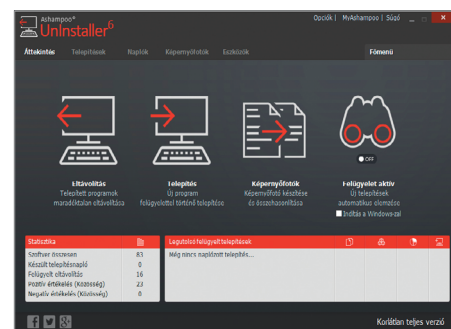 Ashampoo®
UnInstaller 6
Opciók | MyAshampoo | Súgó
Áttekintés Telepítések Naplók Képernyőfotók Eszközök Főmenü
OFF
Eltávolítás
Telepített programok
maradéktalan eltávolítása
Telepítés
Új program
felügyelettel történő telepítése
Képernyőfotók
Képernyőfotó készítése
és összehasonlítása
Felügyelet aktív
Új telepítések
automatikus elemzése
Indítás a Windows-zal
Statisztika
Szoftver összesen 83
Készült telepítésnapló 0
Felügyelt eltávolítás 16
Pozitív értékelés (Közösség) 23
Negatív értékelés (Közösség) 0
Legutolsó felügyelt telepítések
Még nincs naplózott telepítés...
Korlátlan teljes verzió